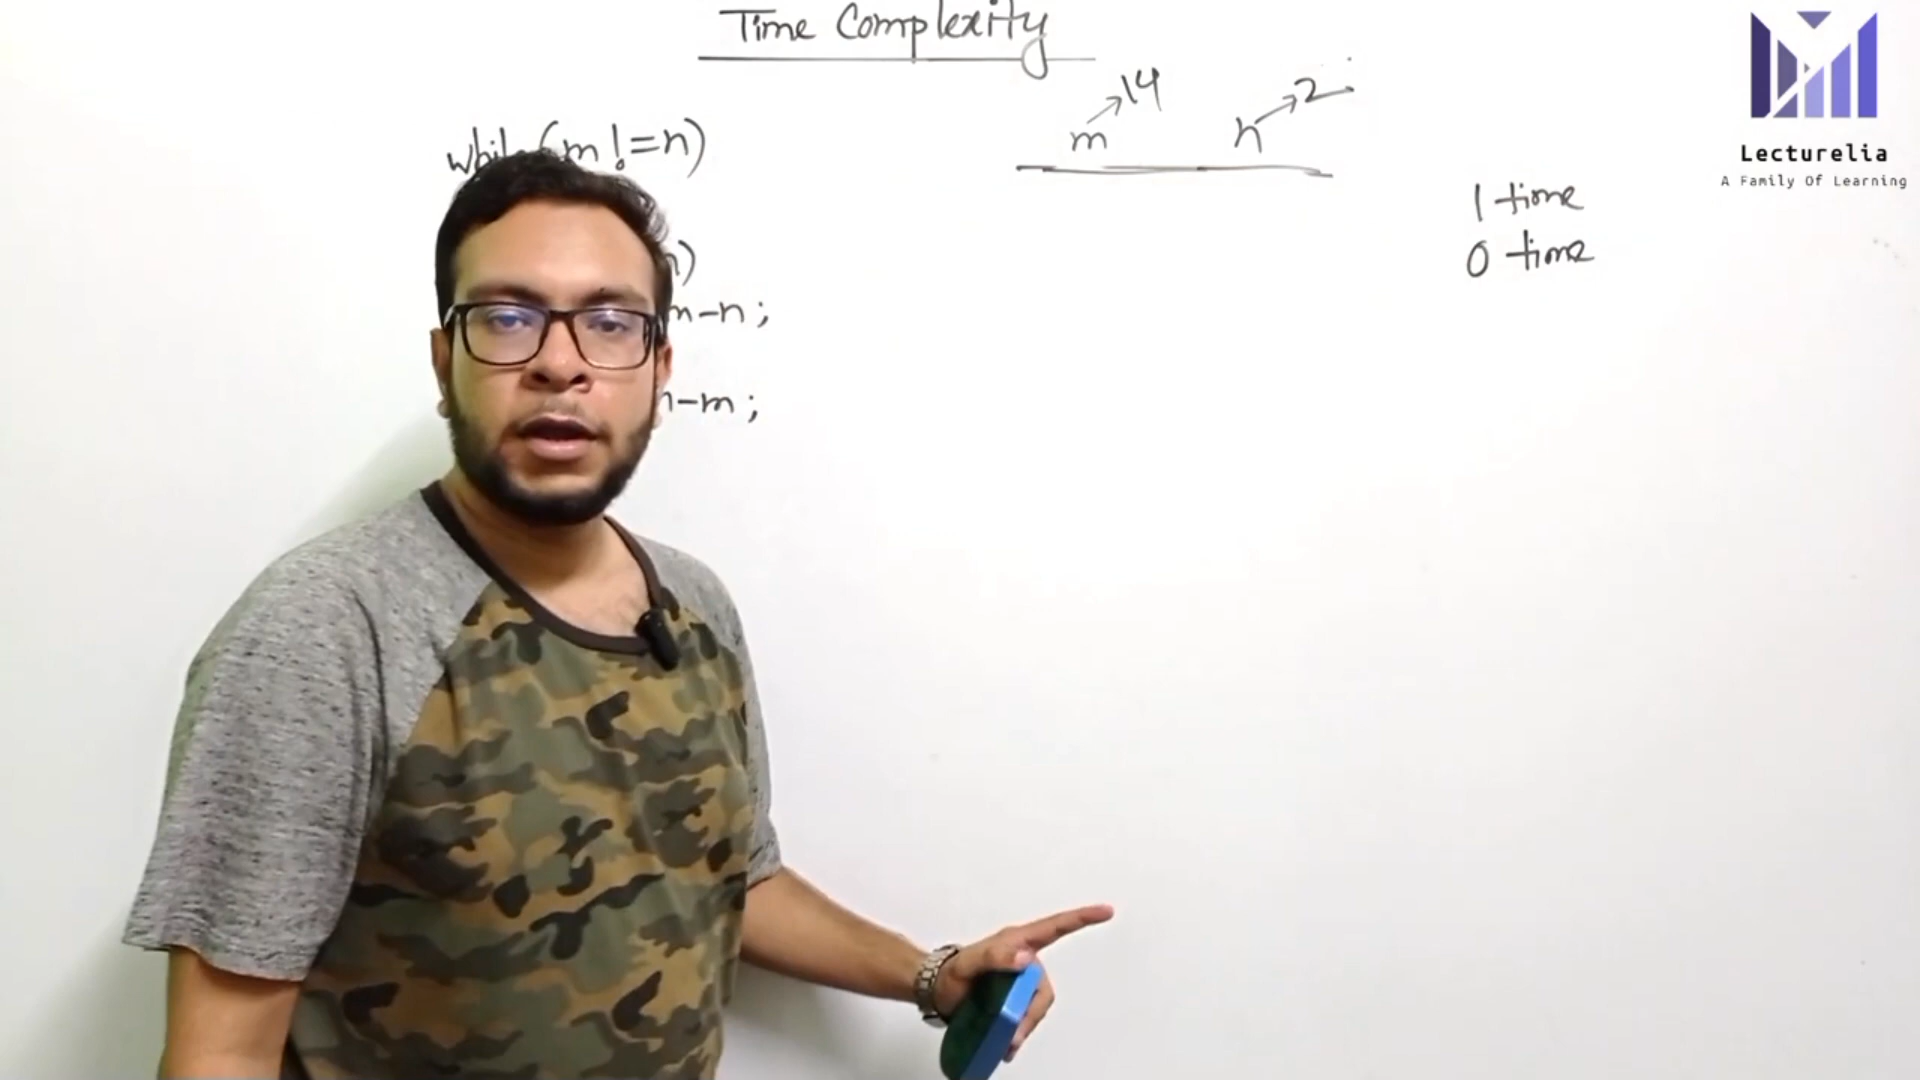 Time Complexity
m → 14 n → 2
while(m!=n)
1 time
0 time
n)
m-n;
n-m;
Lecturelia
A Family Of Learning